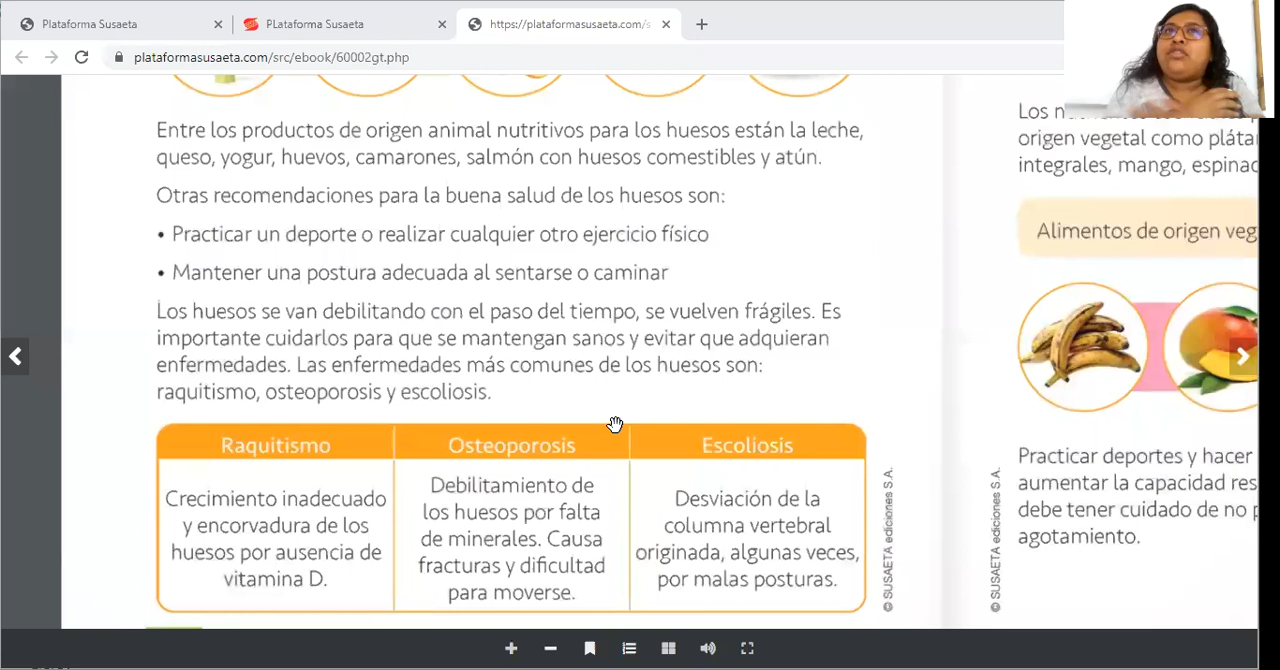 Plataforma Susaeta
PLataforma Susaeta
https://plataformasusaeta.com/s
plataformasusaeta.com/src/ebook/60002gt.php
Entre los productos de origen animal nutritivos para los huesos están la leche,
queso, yogur, huevos, camarones, salmón con huesos comestibles y atún.
Otras recomendaciones para la buena salud de los huesos son:
• Practicar un deporte o realizar cualquier otro ejercicio físico
• Mantener una postura adecuada al sentarse o caminar
Los huesos se van debilitando con el paso del tiempo, se vuelven frágiles. Es
importante cuidarlos para que se mantengan sanos y evitar que adquieran
enfermedades. Las enfermedades más comunes de los huesos son:
raquitismo, osteoporosis y escoliosis.
Raquitismo
Crecimiento inadecuado
y encorvadura de los
huesos por ausencia de
vitamina D.
Osteoporosis
Debilitamiento de
los huesos por falta
de minerales. Causa
fracturas y dificultad
para moverse.
Escoliosis
Desviación de la
columna vertebral
originada, algunas veces,
por malas posturas.
© SUSAETA ediciones S.A.
© SUSAETA ediciones S.A.
Los
origen vegetal como pláta
integrales, mango, espinac
Alimentos de origen veg
Practicar deportes y hacer
aumentar la capacidad res
debe tener cuidado de no p
agotamiento.